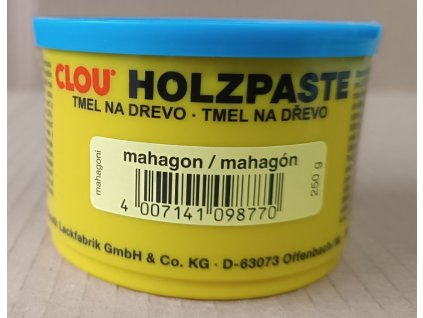 CLOU® HOLZPASTE
TMEL NA DREVO · TMEL NA DŘEVO
mahagoni
mahagon / mahagón
250 g
4 007141 098770
Lackfabrik GmbH & Co. KG · D-63073 Offenbach/M.